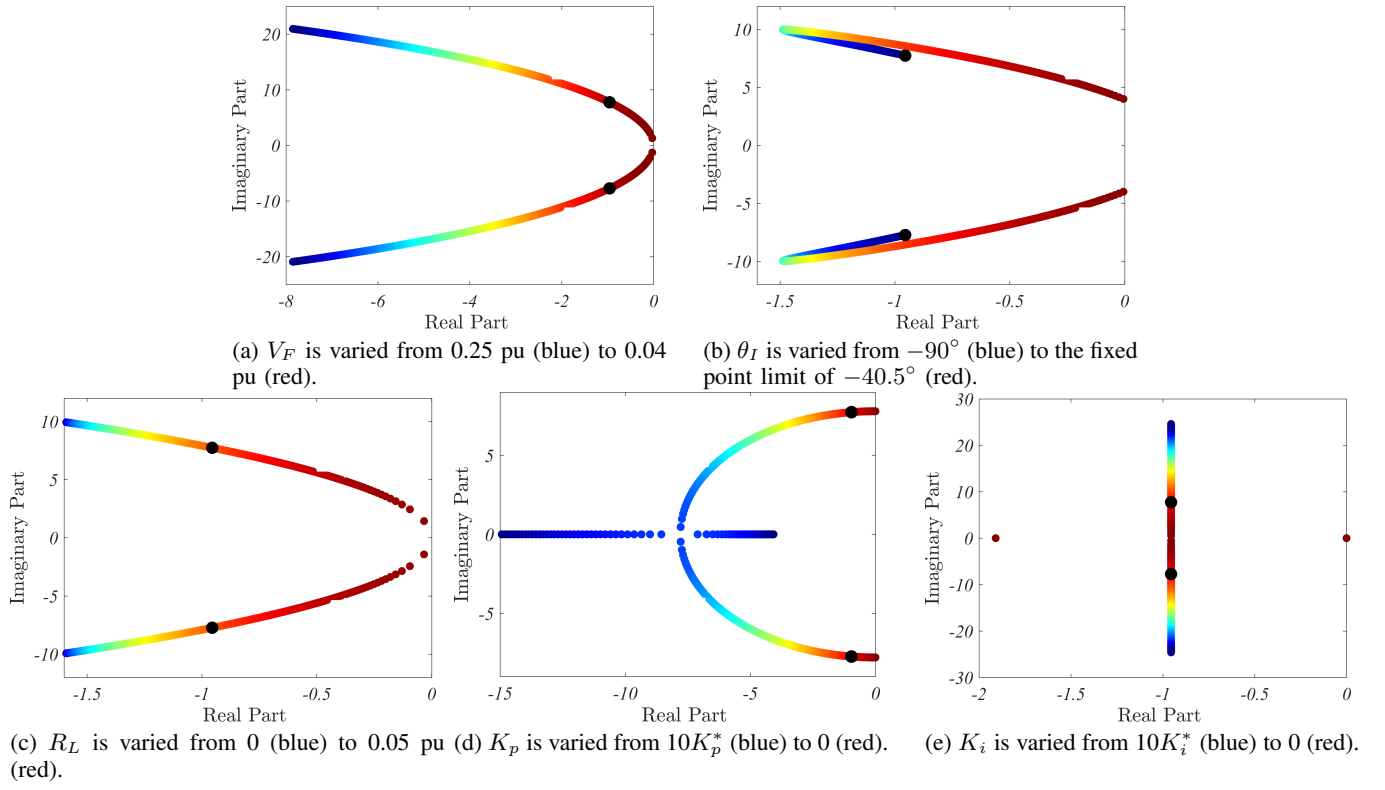 20
10
0
-10
-20
Imaginary Part
-8
-6
-4
-2
0
Real Part
(a) V_F is varied from 0.25 pu (blue) to 0.04
pu (red).
10
5
0
-5
-10
Imaginary Part
-1.5
-1
-0.5
0
Real Part
(b) θ_I is varied from −90° (blue) to the fixed
point limit of −40.5° (red).
10
5
0
-5
-10
Imaginary Part
-1.5
-1
-0.5
0
Real Part
(c) R_L is varied from 0 (blue) to 0.05 pu
(red).
5
0
-5
Imaginary Part
-15
-10
-5
0
Real Part
(d) K_p is varied from 10K_p^* (blue) to 0 (red).
30
20
10
0
-10
-20
-30
Imaginary Part
-2
-1.5
-1
-0.5
0
Real Part
(e) K_i is varied from 10K_i^* (blue) to 0 (red).